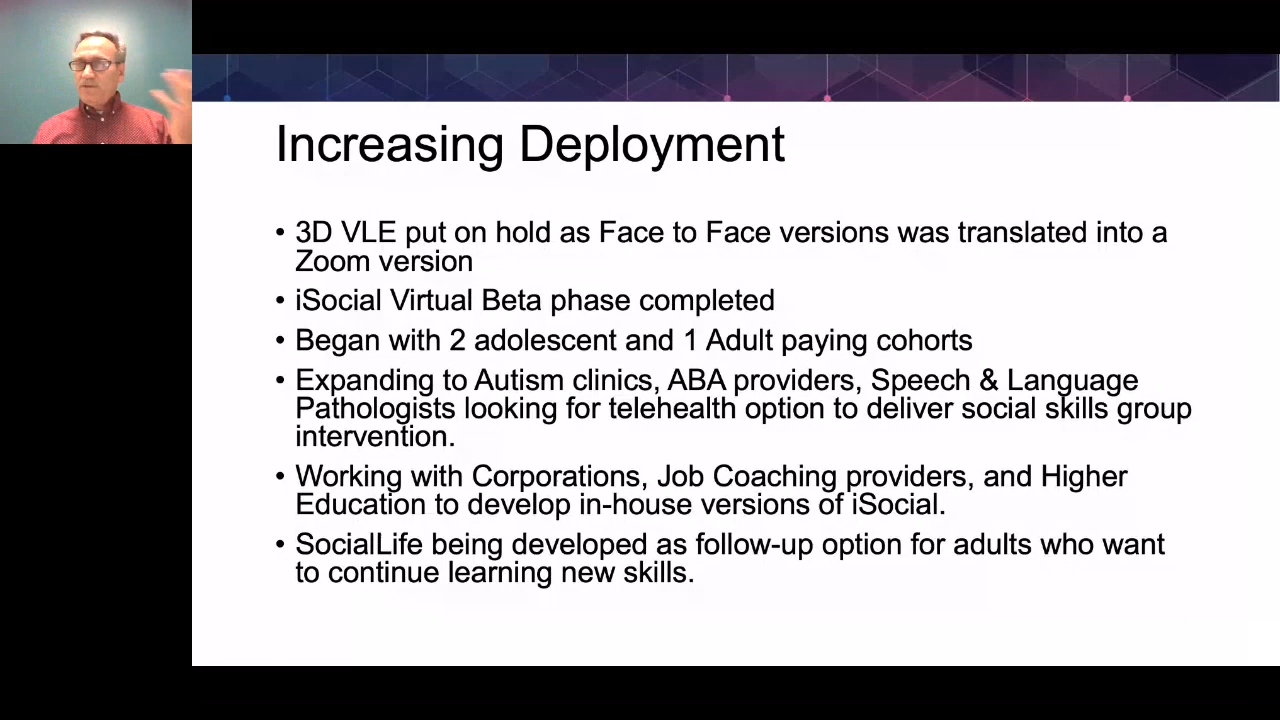 Increasing Deployment
• 3D VLE put on hold as Face to Face versions was translated into a
Zoom version
• iSocial Virtual Beta phase completed
• Began with 2 adolescent and 1 Adult paying cohorts
• Expanding to Autism clinics, ABA providers, Speech & Language
Pathologists looking for telehealth option to deliver social skills group
intervention.
• Working with Corporations, Job Coaching providers, and Higher
Education to develop in-house versions of iSocial.
• SocialLife being developed as follow-up option for adults who want
to continue learning new skills.